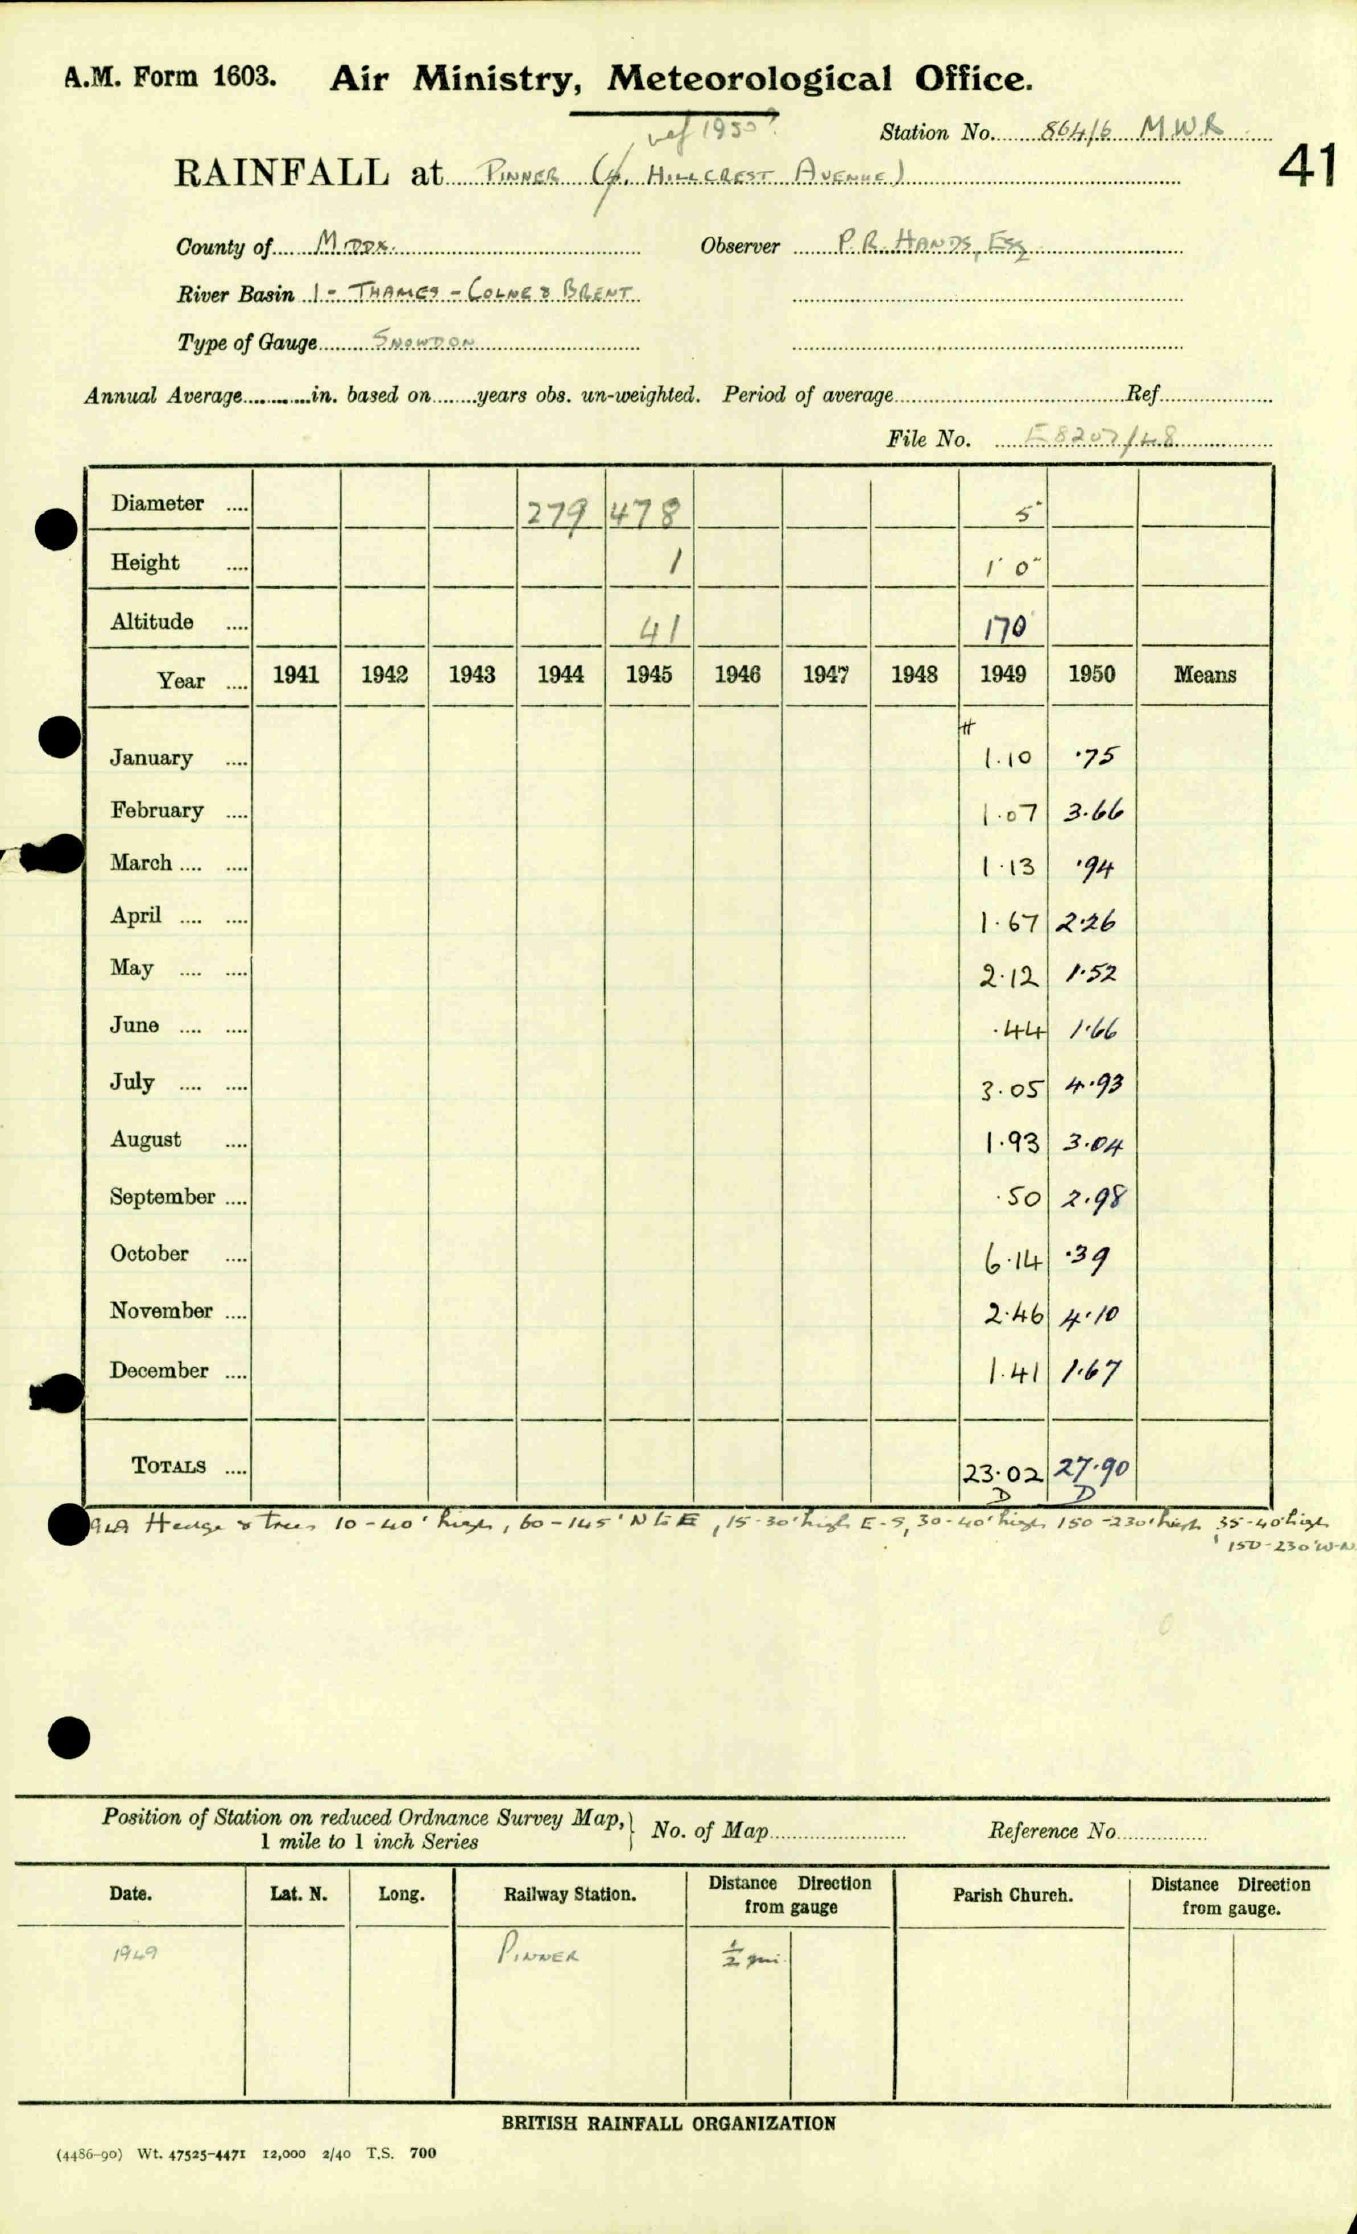 A.M. Form 1603. Air Ministry, Meteorological Office.
ref 1950?
Station No. 864/6 M.W.R.
41
RAINFALL at PINNER (4, HILLCREST AVENUE)
County of MIDDX. Observer P.R. HANDS, ESQ
River Basin 1 - THAMES - COLNE & BRENT
Type of Gauge SNOWDON
Annual Average in. based on years obs. un-weighted. Period of average Ref
File No. E8207/48
Diameter .... 279 478 5"
Height .... 1 1' 0"
Altitude .... 41 170'
Year .... 1941 1942 1943 1944 1945 1946 1947 1948 1949 1950 Means
January .... 1.10 .75
February .... 1.07 3.66
March .... .... 1.13 .94
April .... .... 1.67 2.26
May .... .... 2.12 1.52
June .... .... .44 1.66
July .... .... 3.05 4.93
August .... 1.93 3.04
September .... .50 2.98
October .... 6.14 .39
November .... 2.46 4.10
December .... 1.41 1.67
TOTALS .... 23.02 27.90
D D
949 Hedge & trees 10-40' high, 60-145' N to E, 15-30' high E-S, 30-40' high 150-230' high, 35-40' high
150-230' W-N
Position of Station on reduced Ordnance Survey Map, 1 mile to 1 inch Series } No. of Map Reference No
Date. Lat. N. Long. Railway Station. Distance Direction from gauge Parish Church. Distance Direction from gauge.
1949 PINNER ½ mi.
BRITISH RAINFALL ORGANIZATION
(4486-90) Wt. 47525-4471 12,000 2/40 T.S. 700